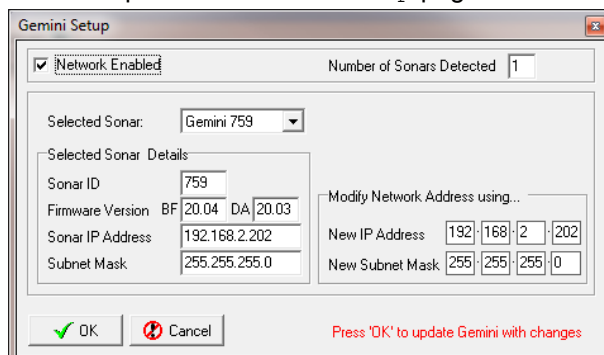 Gemini Setup
Network Enabled Number of Sonars Detected 1
Selected Sonar: Gemini 759
Selected Sonar Details
Sonar ID 759
Firmware Version BF 20.04 DA 20.03
Sonar IP Address 192.168.2.202
Subnet Mask 255.255.255.0
Modify Network Address using...
New IP Address 192 . 168 . 2 . 202
New Subnet Mask 255 . 255 . 255 . 0
OK Cancel Press 'OK' to update Gemini with changes